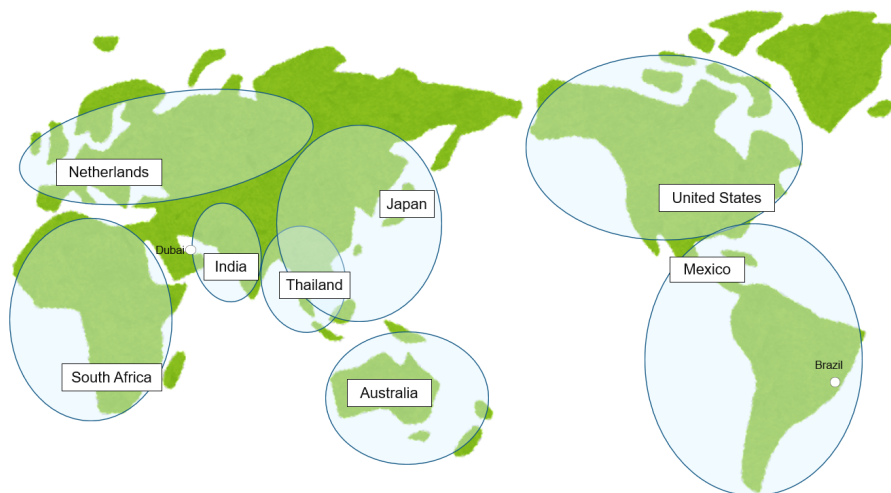 Netherlands
United States
Japan
Dubai
India
Mexico
Thailand
Brazil
South Africa
Australia